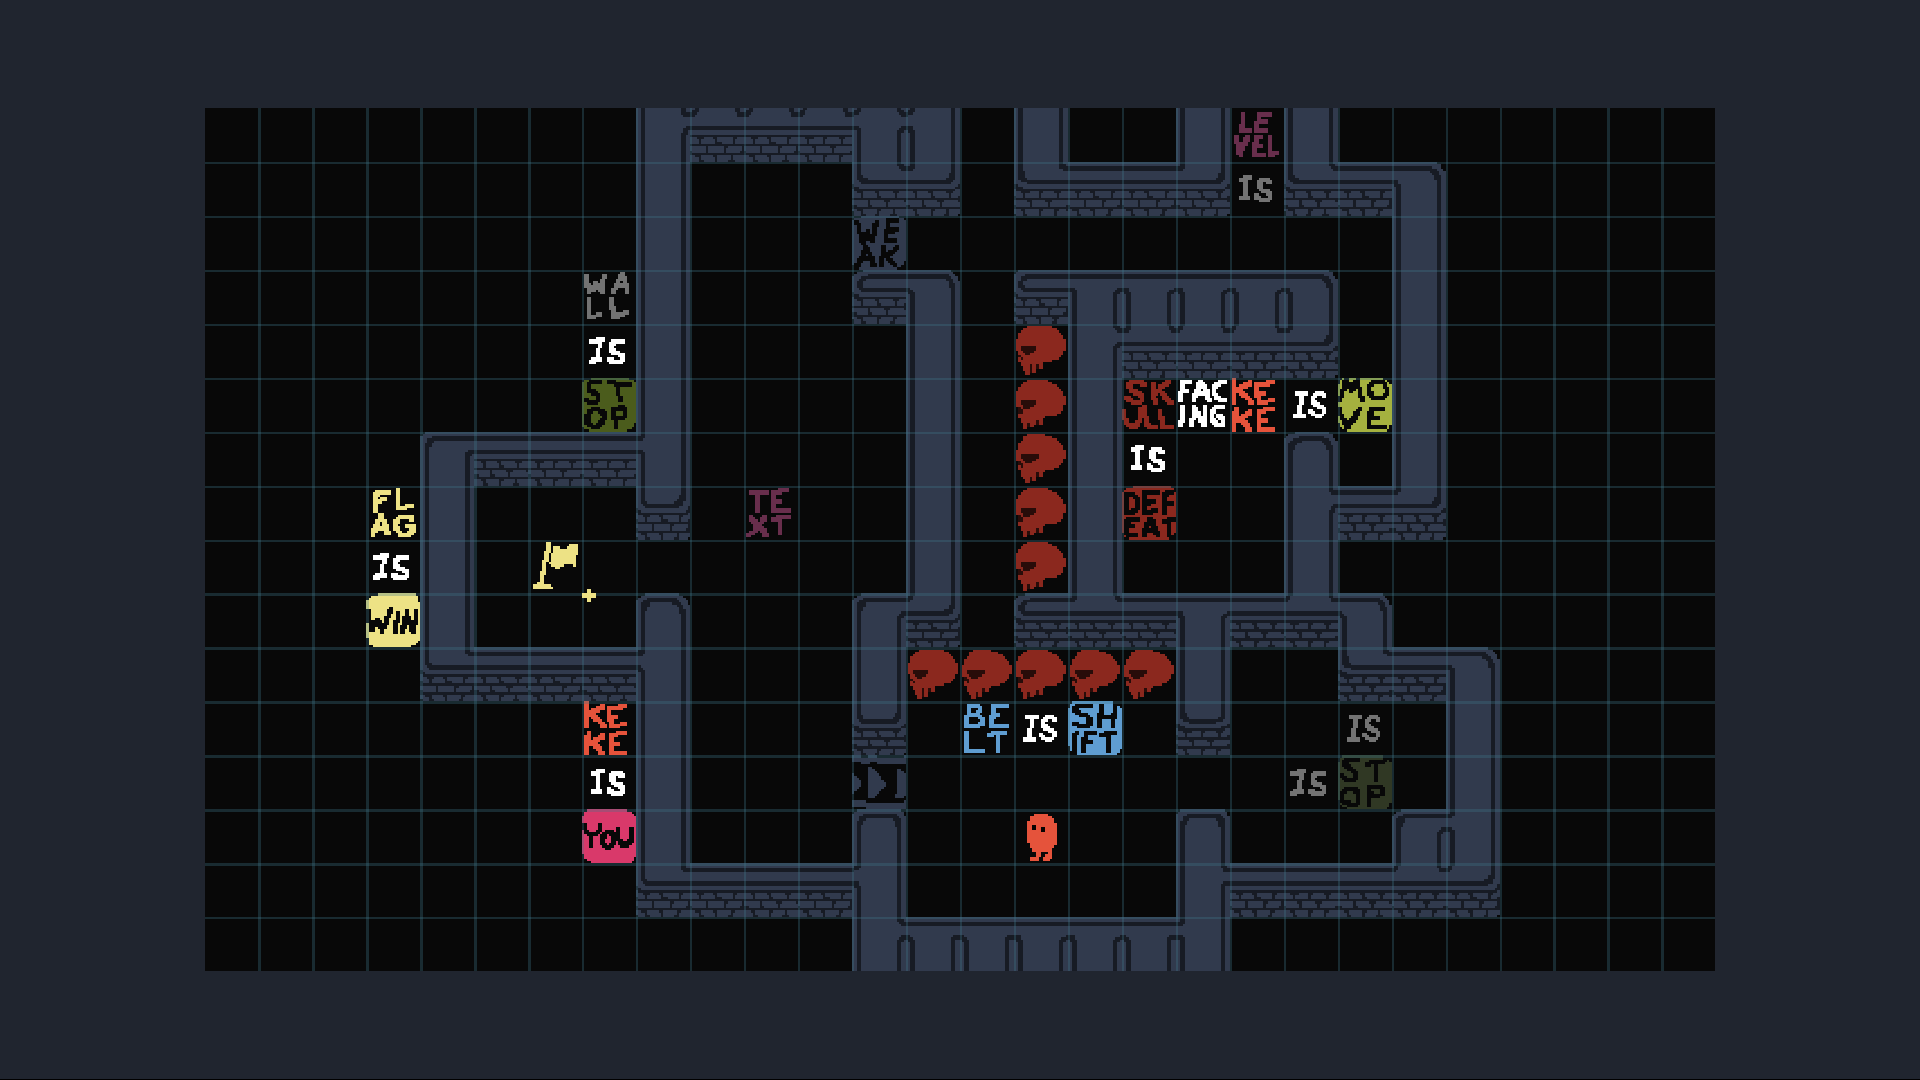 LEVEL
IS
WEAK
WALL
IS
STOP
SKULL FACING KEKE IS MOVE
IS
DEFEAT
TEXT
FLAG
IS
WIN
KEKE
IS
YOU
BELT IS SHIFT
IS
IS STOP